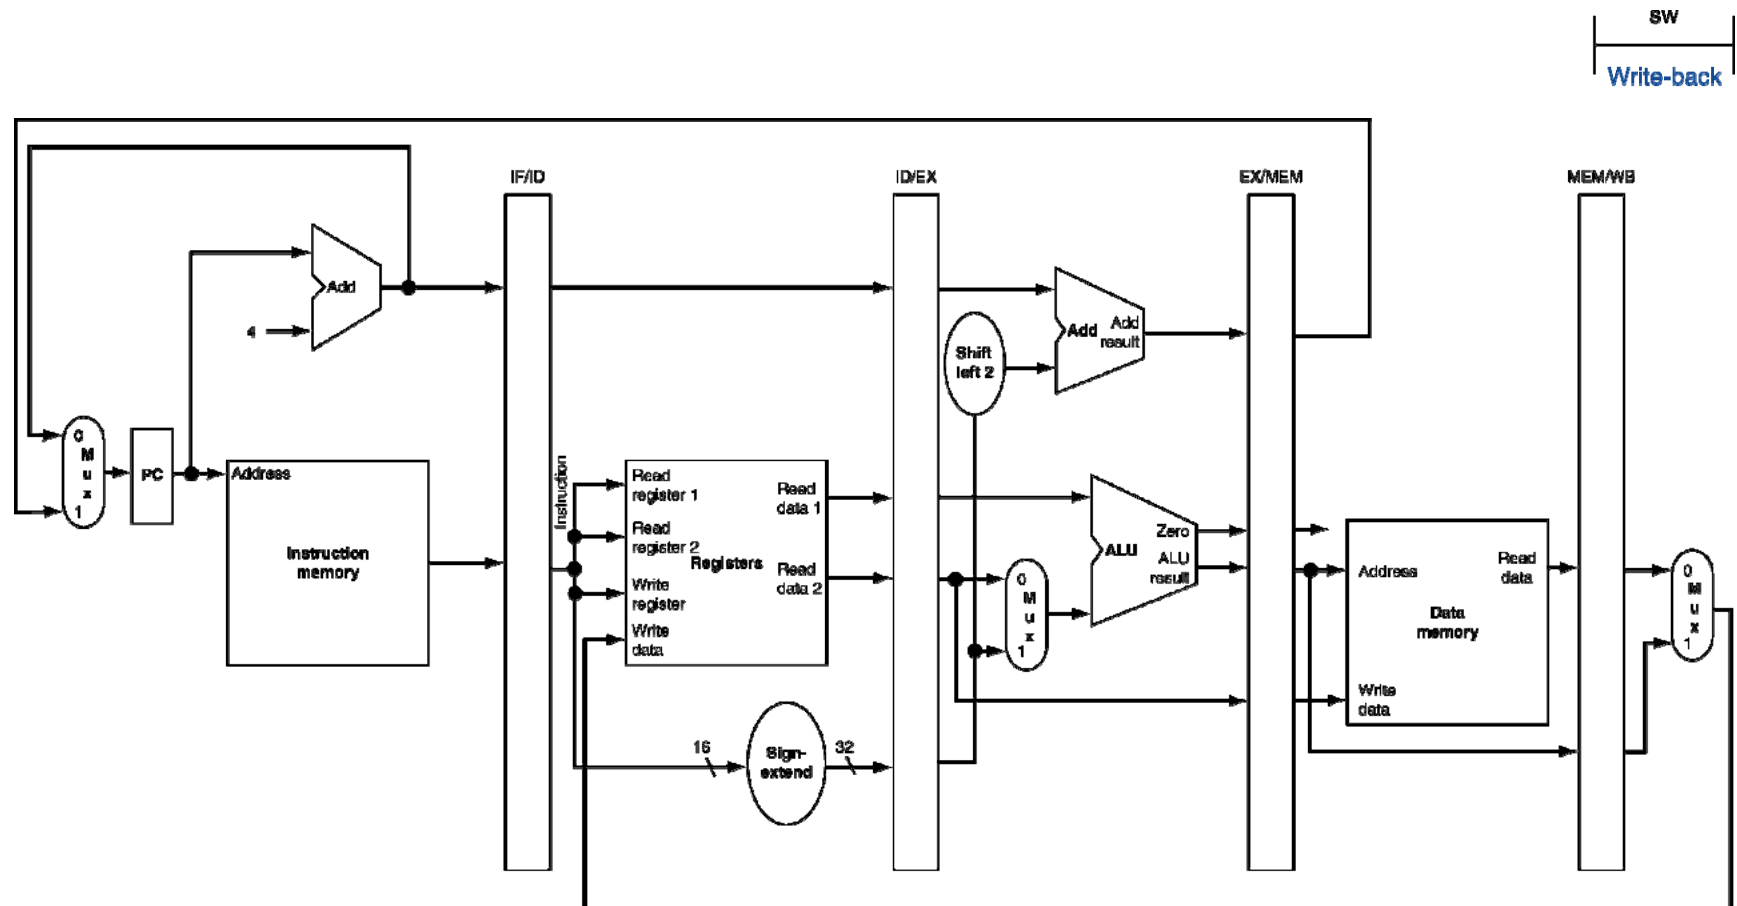 SW
Write-back
IF/ID
ID/EX
EX/MEM
MEM/WB
Add
4
Shift
left 2
Add
Add
result
0
M
u
x
1
PC
Address
Instruction
memory
Instruction
Read
register 1
Read
register 2
Write
register
Write
data
Registers
Read
data 1
Read
data 2
16
Sign-
extend
32
0
M
u
x
1
Zero
ALU
ALU
result
Address
Read
data
Data
memory
Write
data
0
M
u
x
1